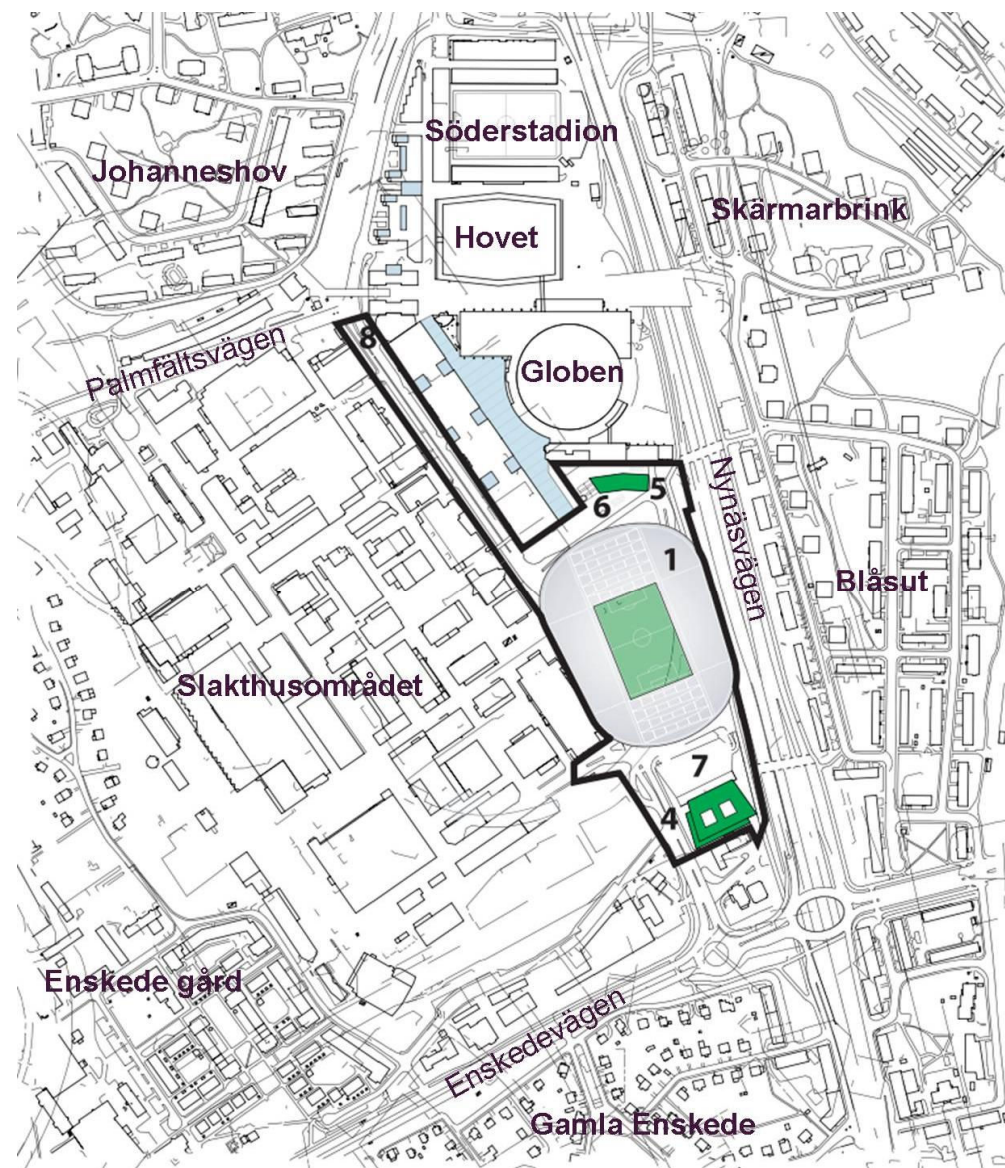 Söderstadion
Johanneshov
Skärmarbrink
Hovet
8
Palmfältsvägen
Globen
5
6
Nynäsvägen
1
Blåsut
Slakthusområdet
7
4
Enskede gård
Enskedevägen
Gamla Enskede